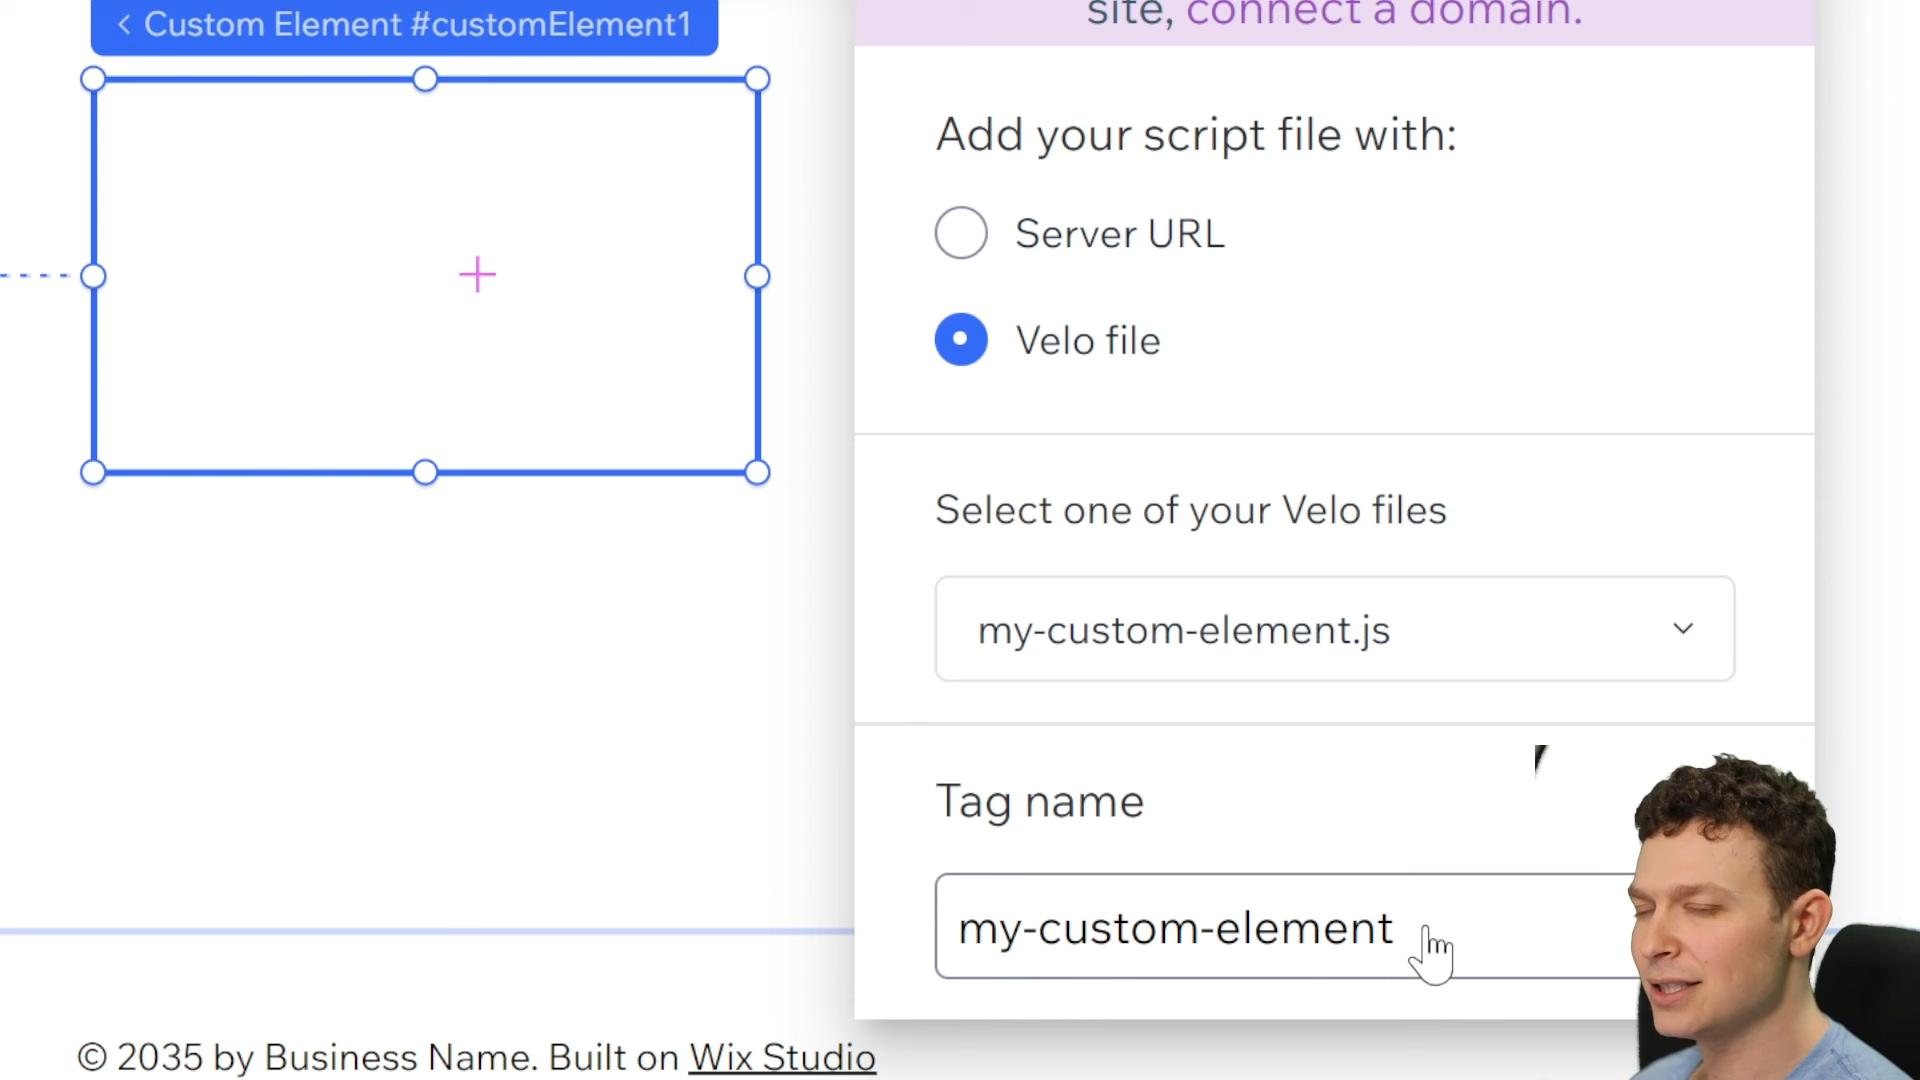 Custom Element #customElement1
site, connect a domain.
Add your script file with:
Server URL
Velo file
Select one of your Velo files
my-custom-element.js
Tag name
my-custom-element
© 2035 by Business Name. Built on Wix Studio